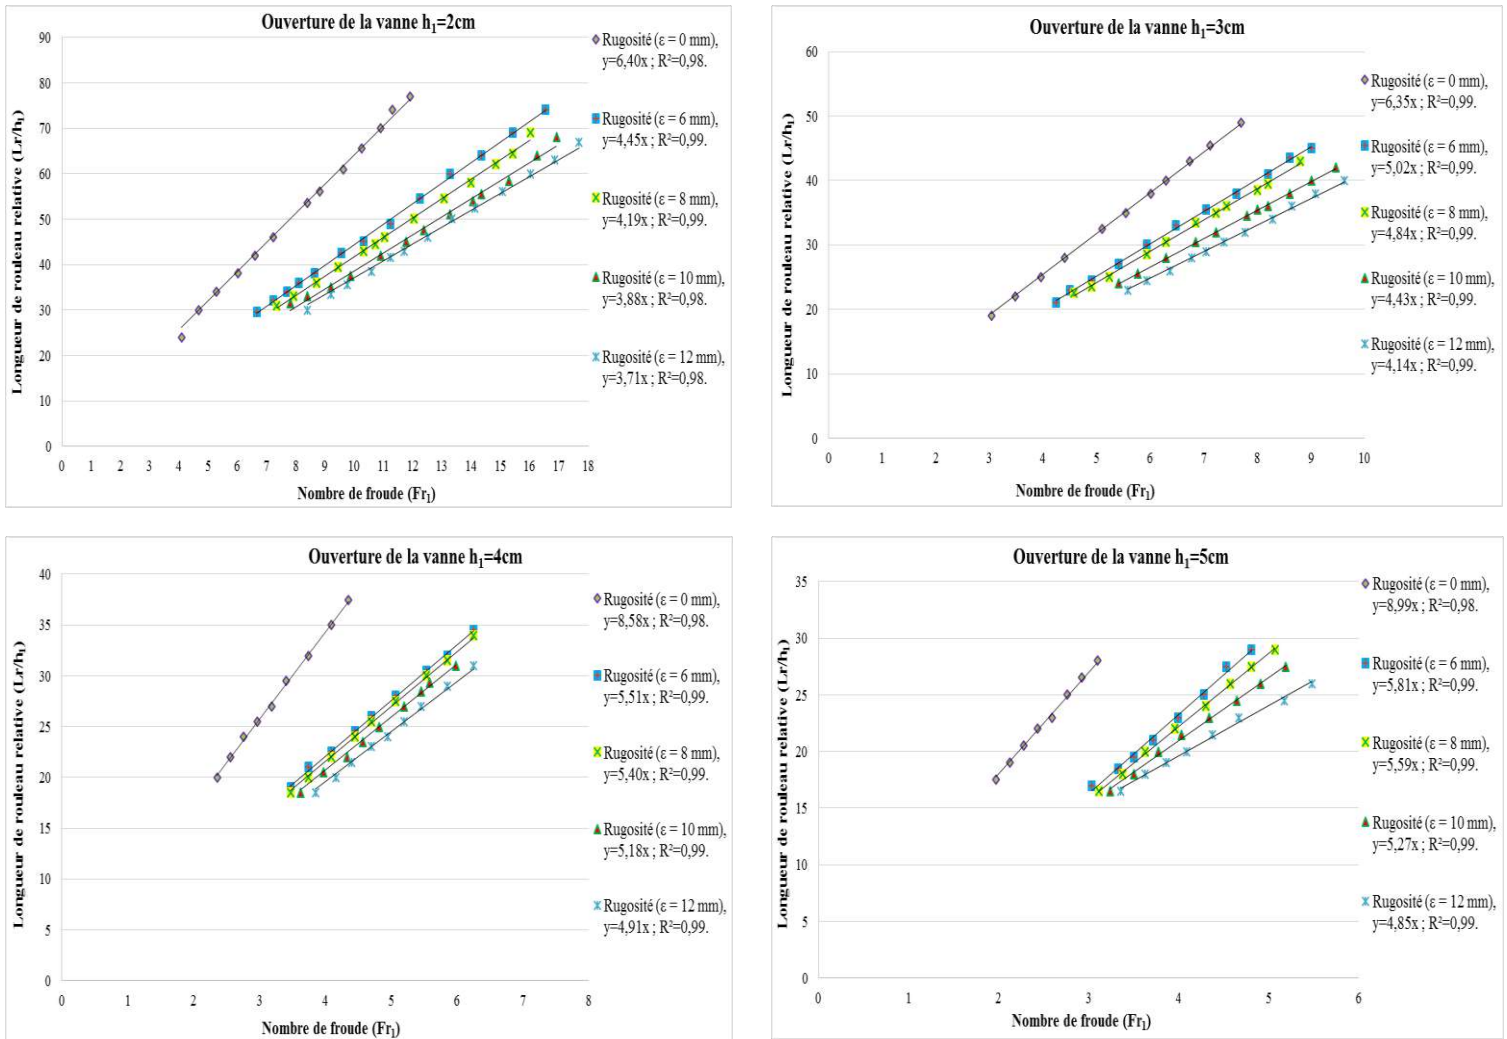 Ouverture de la vanne h₁=2cm
Longueur de rouleau relative (Lr/h₁)
90
80
70
60
50
40
30
20
10
0
0 1 2 3 4 5 6 7 8 9 10 11 12 13 14 15 16 17 18
Nombre de froude (Fr₁)
Rugosité (ε = 0 mm),
y=6,40x ; R²=0,98.
Rugosité (ε = 6 mm),
y=4,45x ; R²=0,99.
Rugosité (ε = 8 mm),
y=4,19x ; R²=0,99.
Rugosité (ε = 10 mm),
y=3,88x ; R²=0,98.
Rugosité (ε = 12 mm),
y=3,71x ; R²=0,98.
Ouverture de la vanne h₁=3cm
Longueur de rouleau relative (Lr/h₁)
60
50
40
30
20
10
0
0 1 2 3 4 5 6 7 8 9 10
Nombre de froude (Fr₁)
Rugosité (ε = 0 mm),
y=6,35x ; R²=0,99.
Rugosité (ε = 6 mm),
y=5,02x ; R²=0,99.
Rugosité (ε = 8 mm),
y=4,84x ; R²=0,99.
Rugosité (ε = 10 mm),
y=4,43x ; R²=0,99.
Rugosité (ε = 12 mm),
y=4,14x ; R²=0,99.
Ouverture de la vanne h₁=4cm
Longueur de rouleau relative (Lr/h₁)
40
35
30
25
20
15
10
5
0
0 1 2 3 4 5 6 7 8
Nombre de froude (Fr₁)
Rugosité (ε = 0 mm),
y=8,58x ; R²=0,98.
Rugosité (ε = 6 mm),
y=5,51x ; R²=0,99.
Rugosité (ε = 8 mm),
y=5,40x ; R²=0,99.
Rugosité (ε = 10 mm),
y=5,18x ; R²=0,99.
Rugosité (ε = 12 mm),
y=4,91x ; R²=0,99.
Ouverture de la vanne h₁=5cm
Longueur de rouleau relative (Lr/h₁)
35
30
25
20
15
10
5
0
0 1 2 3 4 5 6
Nombre de froude (Fr₁)
Rugosité (ε = 0 mm),
y=8,99x ; R²=0,98.
Rugosité (ε = 6 mm),
y=5,81x ; R²=0,99.
Rugosité (ε = 8 mm),
y=5,59x ; R²=0,99.
Rugosité (ε = 10 mm),
y=5,27x ; R²=0,99.
Rugosité (ε = 12 mm),
y=4,85x ; R²=0,99.